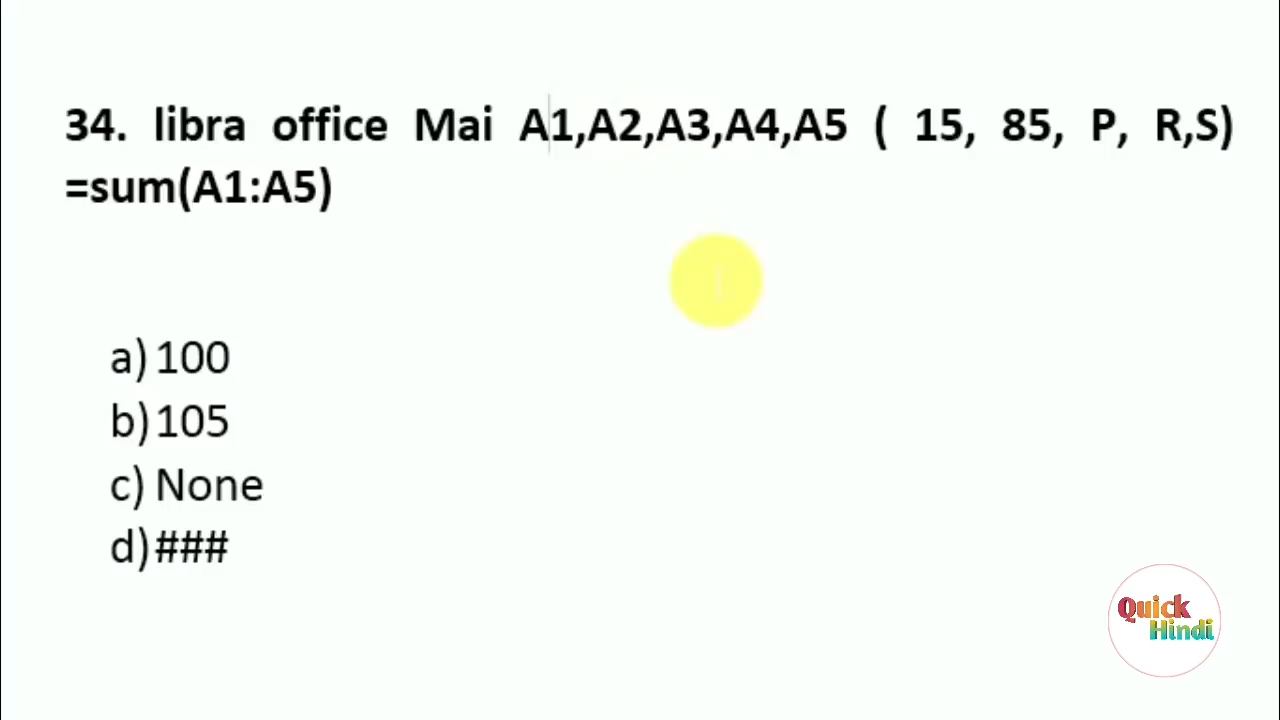 34. libra office Mai A1,A2,A3,A4,A5 ( 15, 85, P, R,S)
=sum(A1:A5)
a) 100
b) 105
c) None
d) ###
Quick
Hindi